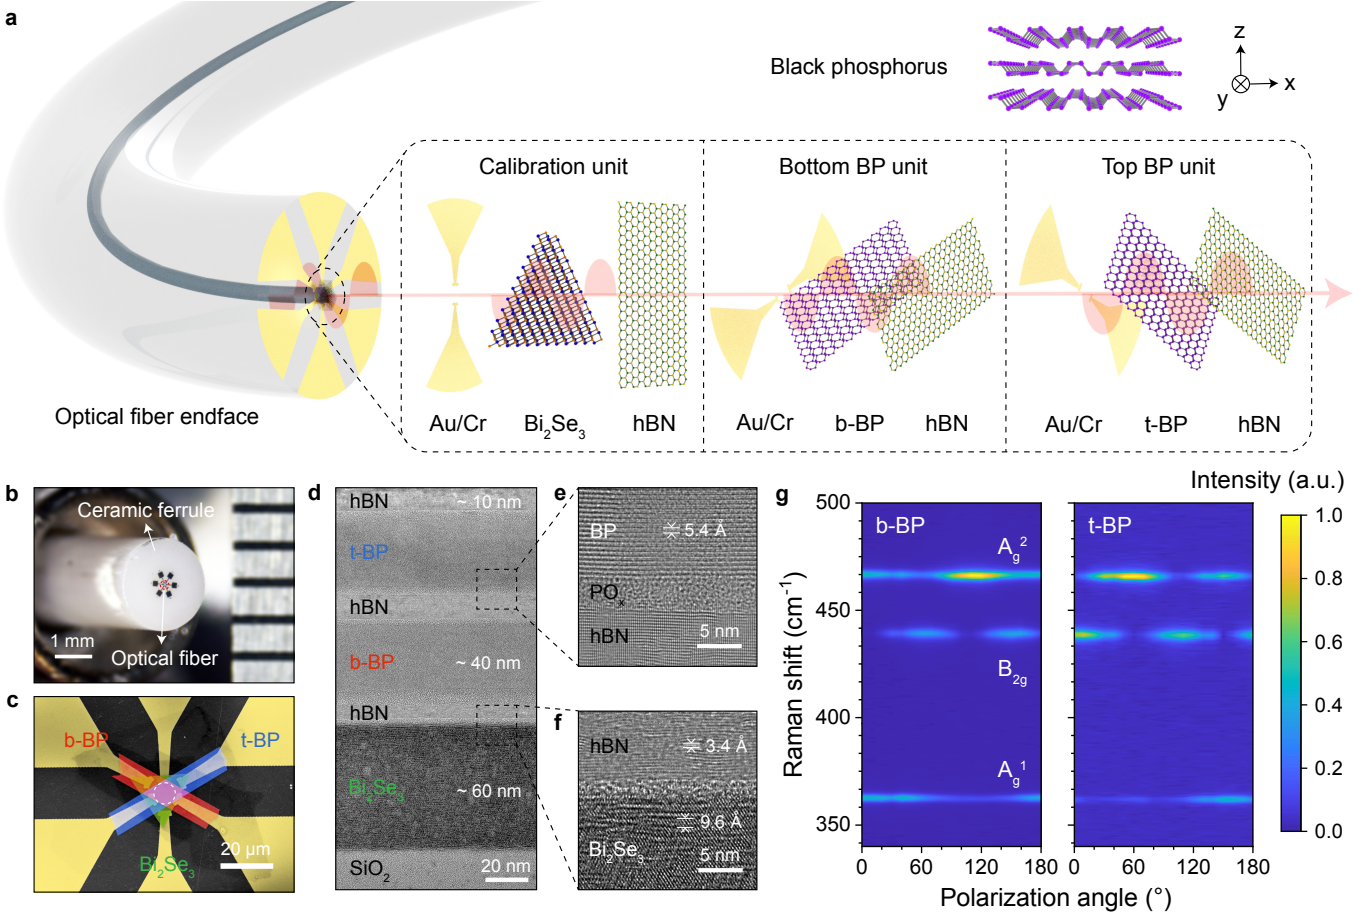 a
Black phosphorus
z
x
y
Calibration unit
Bottom BP unit
Top BP unit
Optical fiber endface
Au/Cr
Bi₂Se₃
hBN
Au/Cr
b-BP
hBN
Au/Cr
t-BP
hBN
b
Ceramic ferrule
1 mm
Optical fiber
c
b-BP
t-BP
Bi₂Se₃
20 µm
d
hBN
~ 10 nm
t-BP
hBN
b-BP
~ 40 nm
hBN
Bi₂Se₃
~ 60 nm
SiO₂
20 nm
e
BP
5.4 Å
POₓ
hBN
5 nm
f
hBN
3.4 Å
9.6 Å
Bi₂Se₃
5 nm
g
Intensity (a.u.)
b-BP
t-BP
A_g²
B₂g
A_g¹
Raman shift (cm⁻¹)
500
450
400
350
0
60
120
180
0
60
120
180
Polarization angle (°)
1.0
0.8
0.6
0.4
0.2
0.0